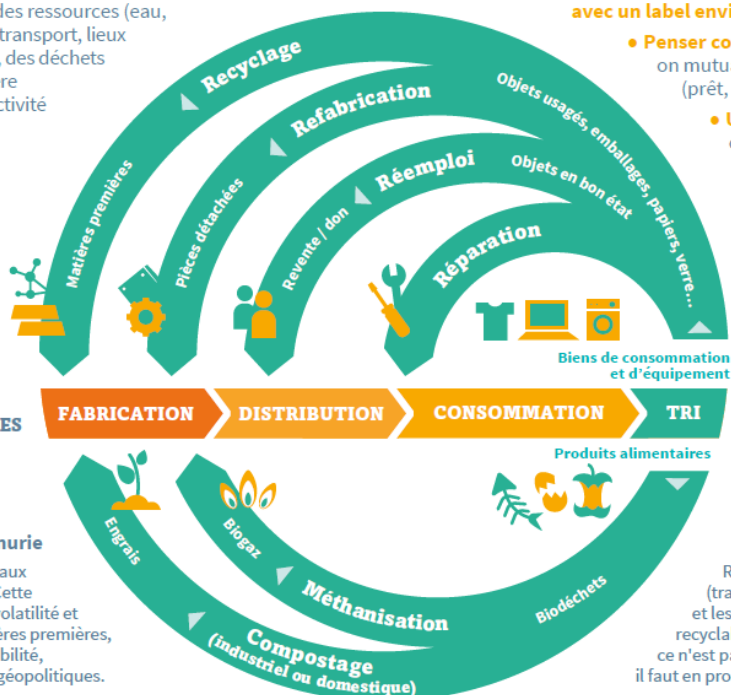 des ressources (eau,
transport, lieux
, des déchets
ctivité
avec un label envi
• Penser co
on mutu
(prêt,
Recyclage
Refabrication
Réemploi
Réparation
Objets usagés, emballages, papiers, verre...
Objets en bon état
Matières premières
Pièces détachées
Revente / don
Biens de consommation
et d'équipement
ES
FABRICATION
DISTRIBUTION
CONSOMMATION
TRI
Produits alimentaires
Engrais
Biogaz
Méthanisation
Biodéchets
Compostage
(industriel ou domestique)
nurie
aux
Cette
volatilité et
ères premières,
bilité,
géopolitiques.
R
(tra
et les
recycla
ce n'est pa
il faut en pro